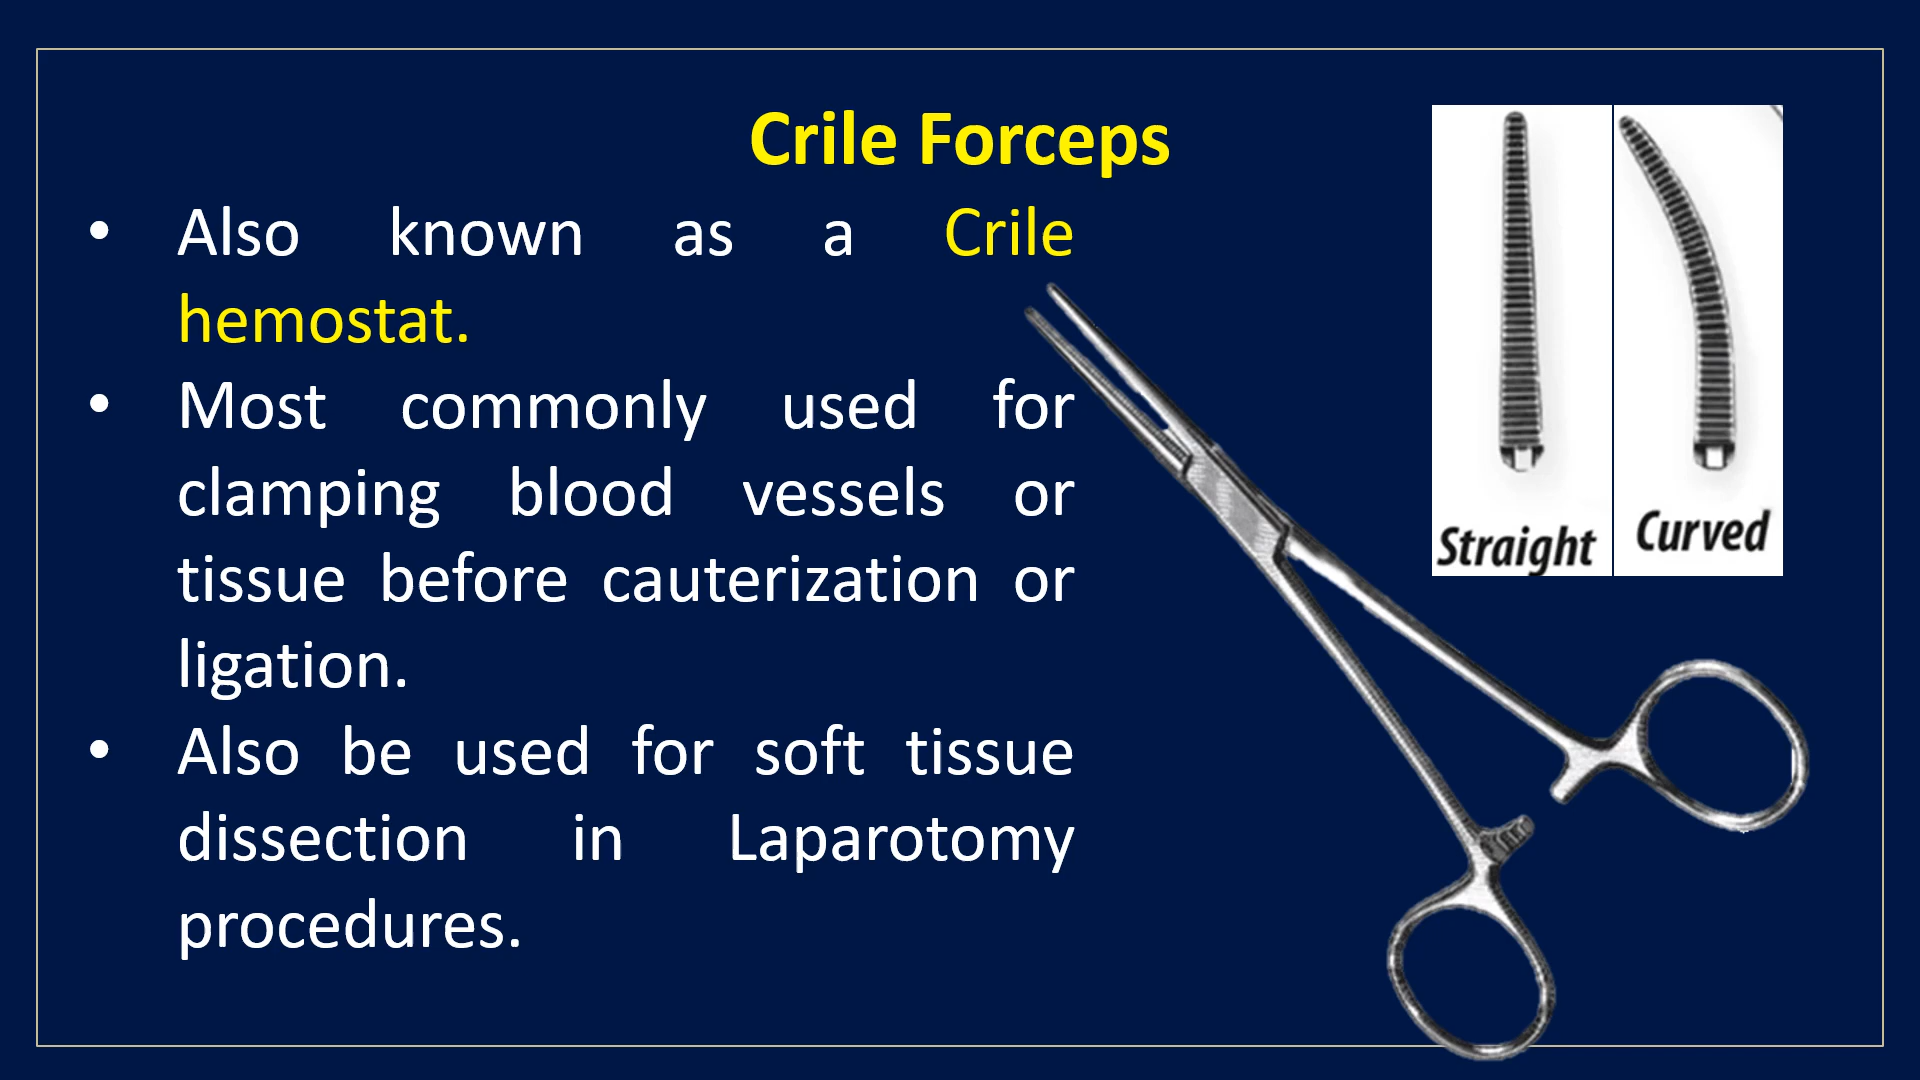 Crile Forceps
• Also known as a Crile
hemostat.
• Most commonly used for
clamping blood vessels or
tissue before cauterization or
ligation.
• Also be used for soft tissue
dissection in Laparotomy
procedures.
Straight
Curved